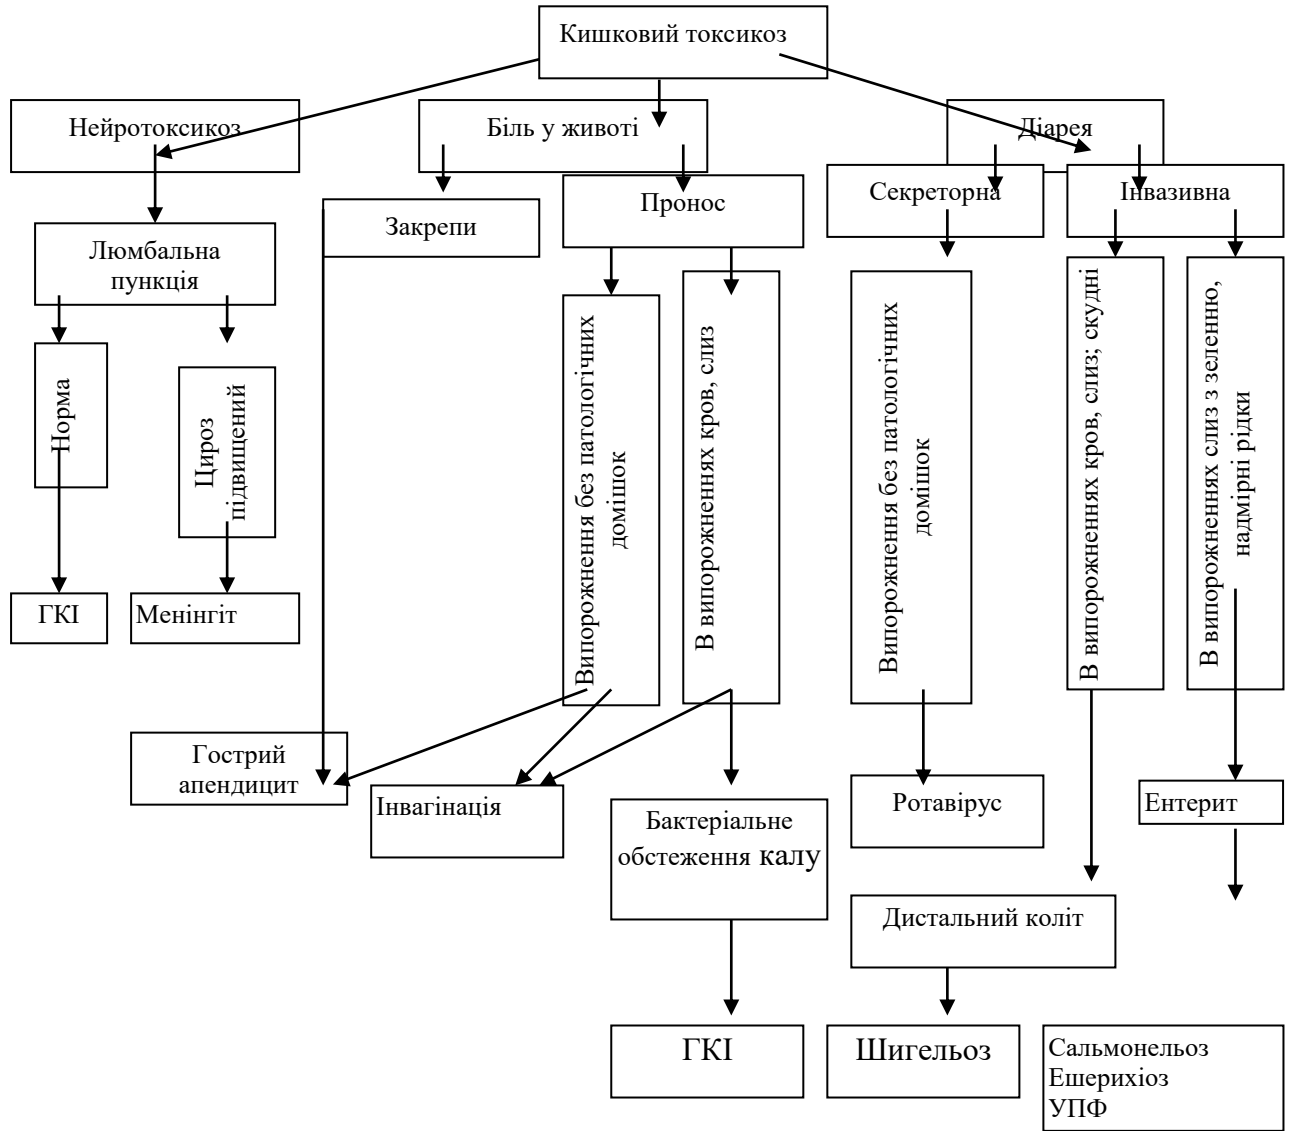 Кишковий токсикоз
Нейротоксикоз
Біль у животі
Діарея
Люмбальна
пункція
Закрепи
Пронос
Секреторна
Інвазивна
Норма
Цироз
підвищений
Випорожнення без патологічних
домішок
В випорожненнях кров, слиз
Випорожнення без патологічних
домішок
В випорожненнях кров, слиз; скудні
В випорожненнях слиз з зеленню,
надмірні рідки
ГКІ
Менінгіт
Гострий
апендицит
Інвагінація
Бактеріальне
обстеження калу
Ротавірус
Ентерит
Дистальний коліт
ГКІ
Шигельоз
Сальмонельоз
Ешерихіоз
УПФ